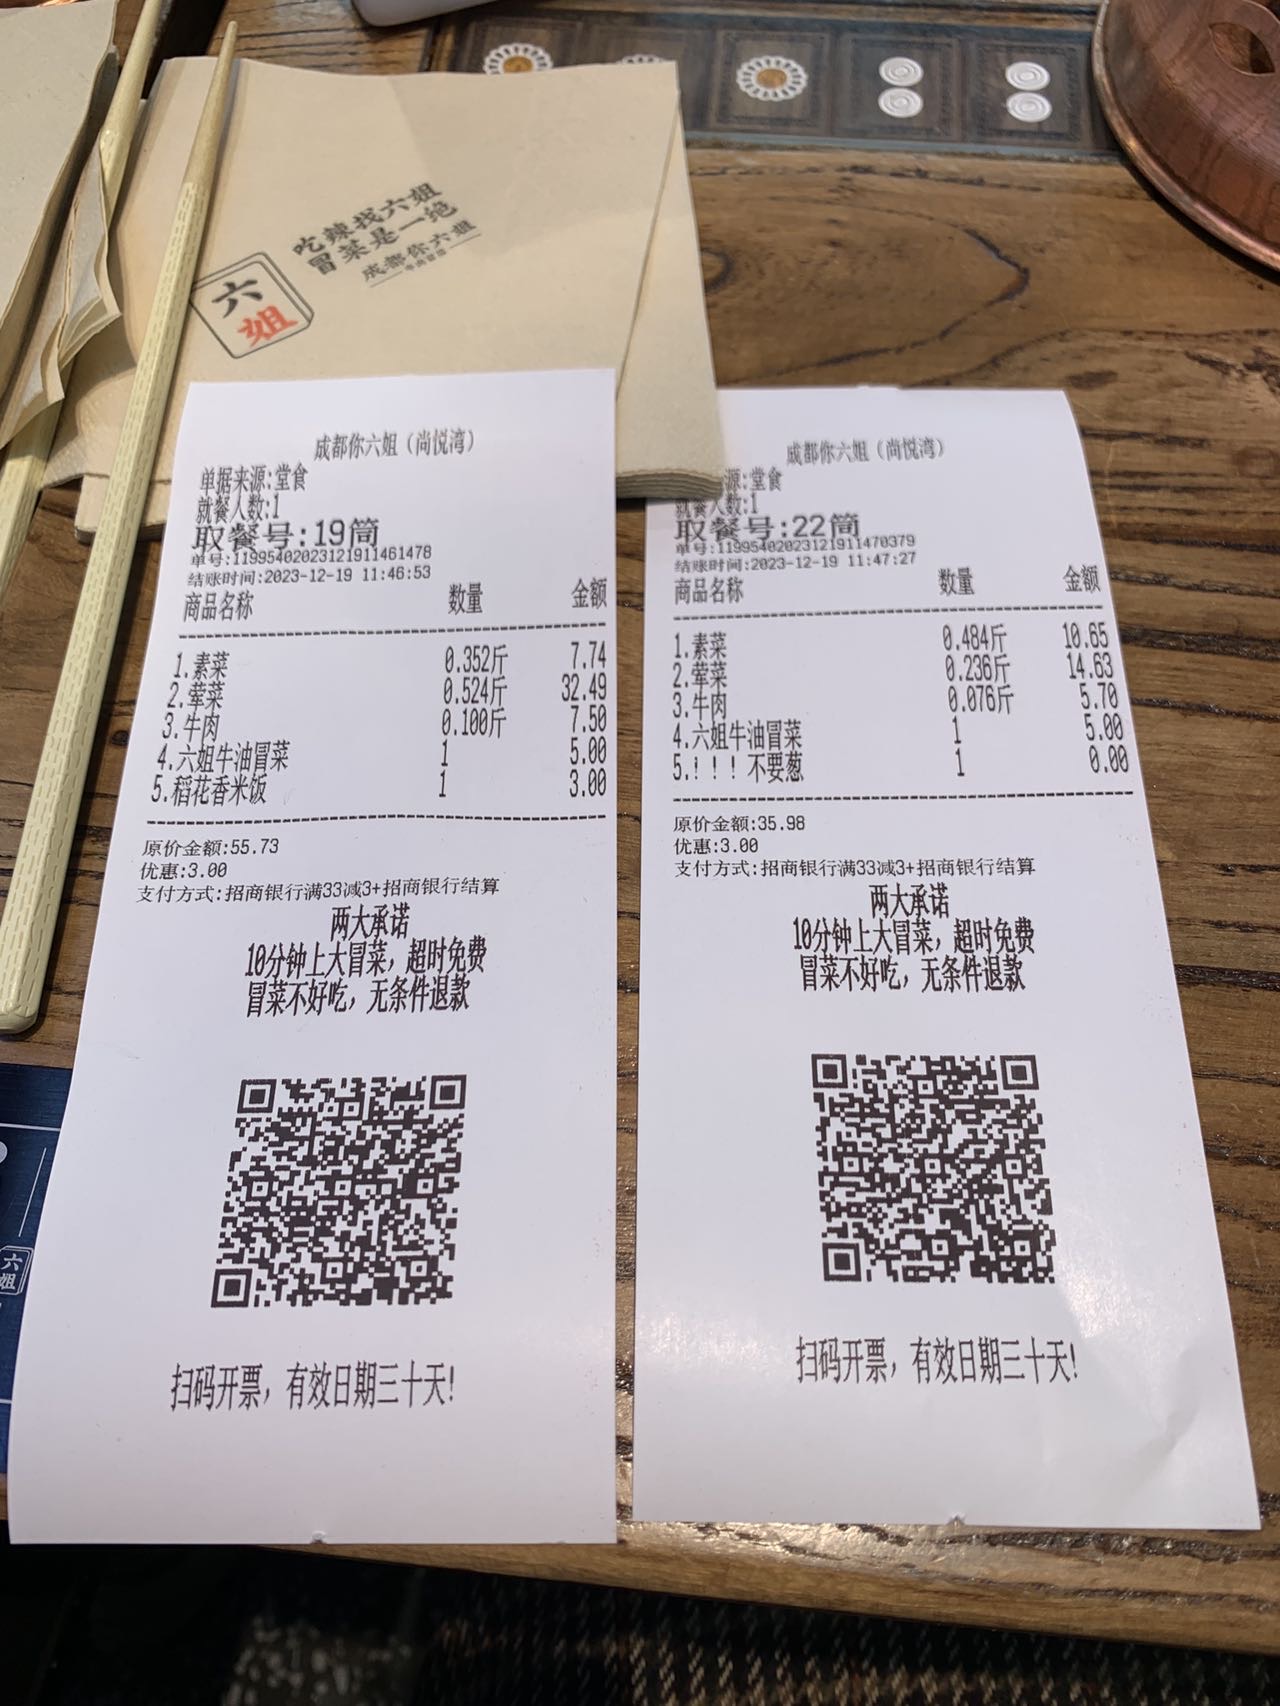 吃辣找六姐
冒菜是一绝
成都你六姐
六
姐
成都你六姐（尚悦湾）
单据来源:堂食
就餐人数:1
取餐号:19筒
单号:11995402023121911461478
结账时间:2023-12-19 11:46:53
商品名称 数量 金额
1.素菜 0.352斤 7.74
2.荤菜 0.524斤 32.49
3.牛肉 0.100斤 7.50
4.六姐牛油冒菜 1 5.00
5.稻花香米饭 1 3.00
原价金额:55.73
优惠:3.00
支付方式:招商银行满33减3+招商银行结算
两大承诺
10分钟上大冒菜，超时免费
冒菜不好吃，无条件退款
扫码开票，有效日期三十天!
成都你六姐（尚悦湾）
源:堂食
就餐人数:1
取餐号:22筒
单号:11995402023121911470379
结账时间:2023-12-19 11:47:27
商品名称 数量 金额
1.素菜 0.484斤 10.65
2.荤菜 0.236斤 14.63
3.牛肉 0.076斤 5.70
4.六姐牛油冒菜 1 5.00
5.!!!不要葱 1 0.00
原价金额:35.98
优惠:3.00
支付方式:招商银行满33减3+招商银行结算
两大承诺
10分钟上大冒菜，超时免费
冒菜不好吃，无条件退款
扫码开票，有效日期三十天!
六
姐